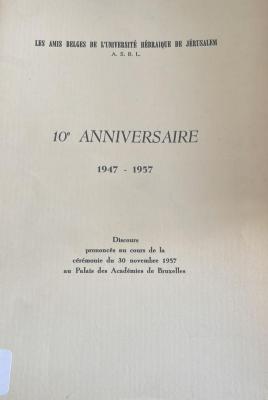 LES AMIS BELGES DE L'UNIVERSITÉ HÉBRAIQUE DE JÉRUSALEM
A. S. B. L.
10e ANNIVERSAIRE
1947 - 1957
Discours
prononcés au cours de la
cérémonie du 30 novembre 1957
au Palais des Académies de Bruxelles